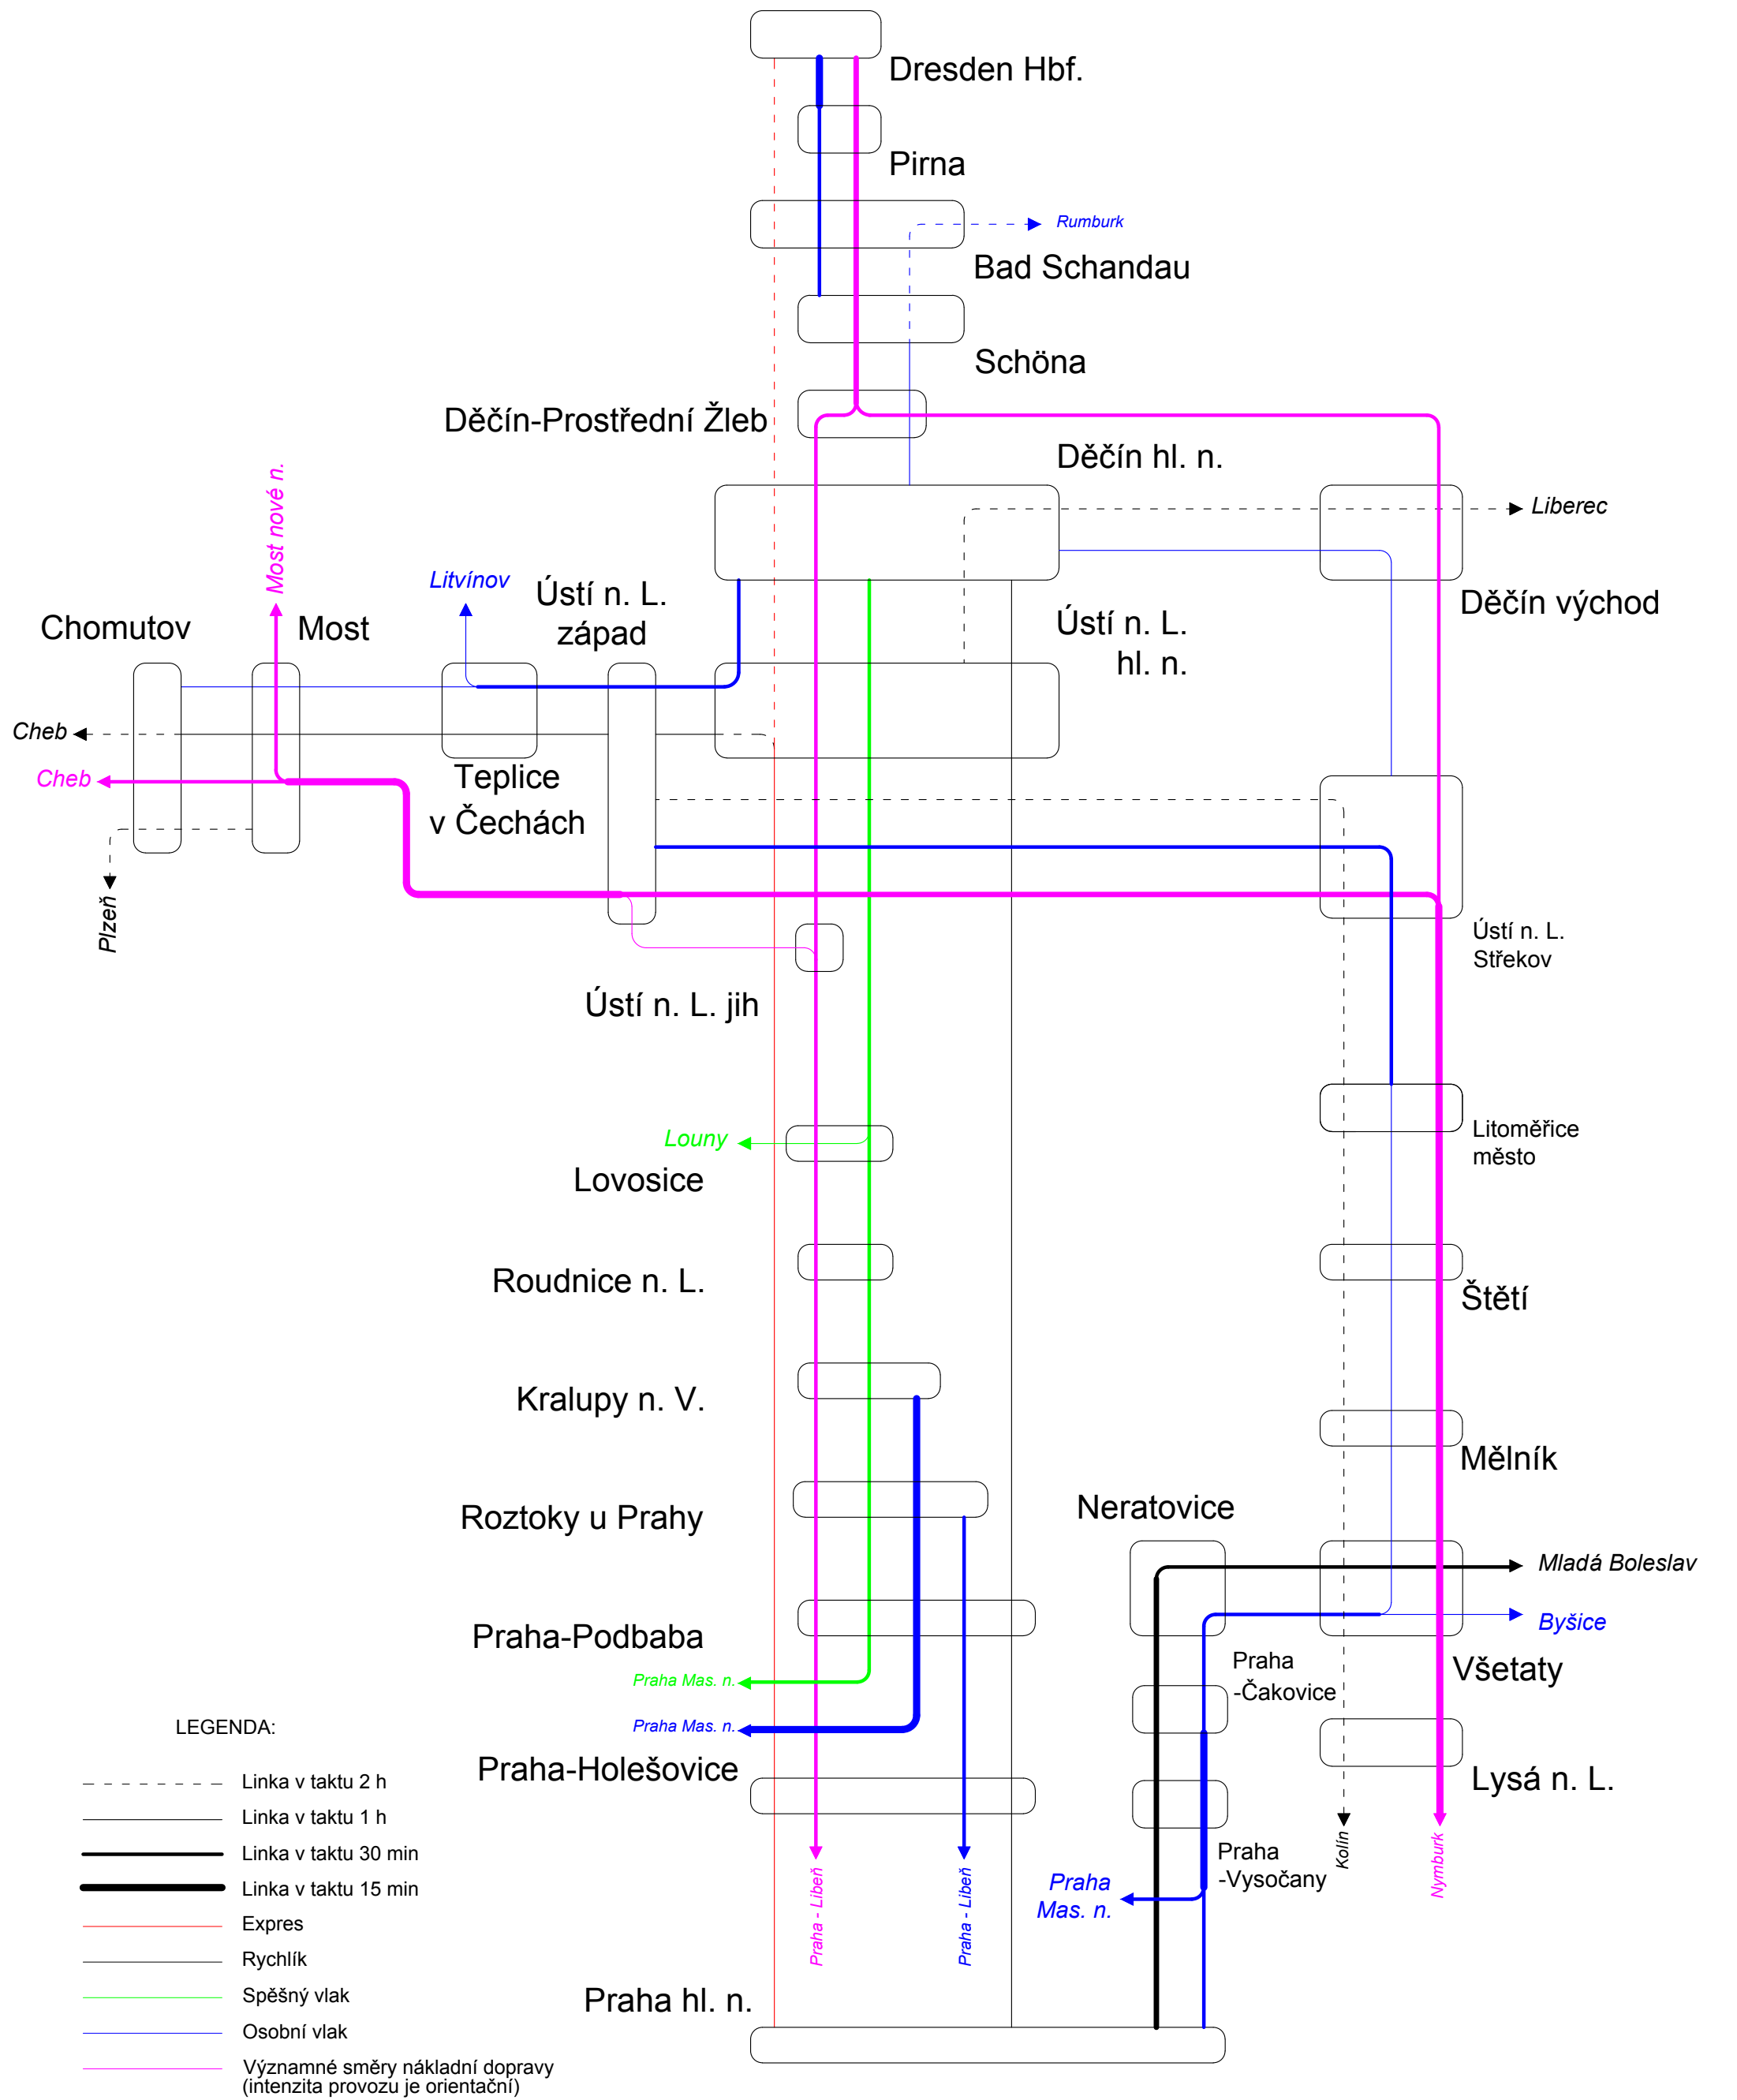 Dresden Hbf.
Pirna
Rumburk
Bad Schandau
Schöna
Děčín-Prostřední Žleb
Děčín hl. n.
Most nové n.
Liberec
Litvínov
Ústí n. L.
západ
Děčín východ
Chomutov
Most
Ústí n. L.
hl. n.
Cheb
Cheb
Teplice
v Čechách
Plzeň
Ústí n. L.
Střekov
Ústí n. L. jih
Louny
Lovosice
Litoměřice
město
Roudnice n. L.
Štětí
Kralupy n. V.
Mělník
Roztoky u Prahy
Neratovice
Mladá Boleslav
Byšice
Praha-Podbaba
Praha
-Čakovice
Všetaty
Praha Mas. n.
Praha Mas. n.
Praha-Holešovice
Lysá n. L.
Kolín
Nymburk
Praha
-Vysočany
Praha
Mas. n.
Praha - Libeň
Praha - Libeň
Praha hl. n.
LEGENDA:
Linka v taktu 2 h
Linka v taktu 1 h
Linka v taktu 30 min
Linka v taktu 15 min
Expres
Rychlík
Spěšný vlak
Osobní vlak
Významné směry nákladní dopravy
(intenzita provozu je orientační)